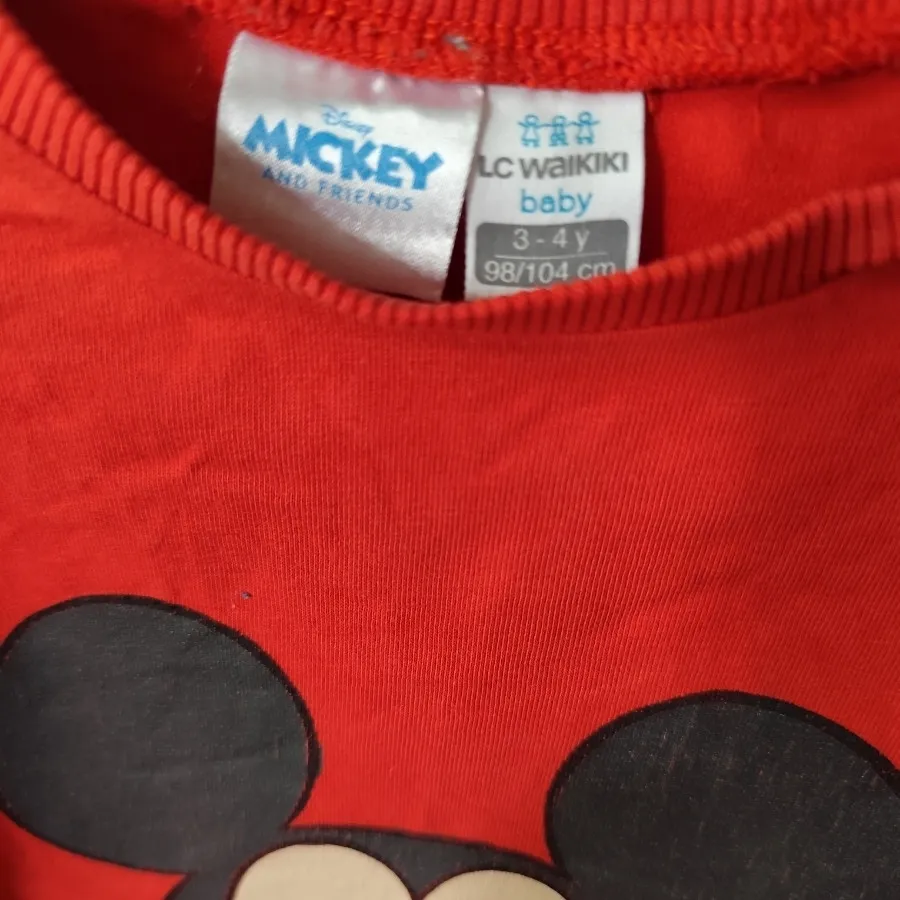 Disney
MICKEY
AND FRIENDS
LC WAIKIKI
baby
3 - 4 y
98/104 cm